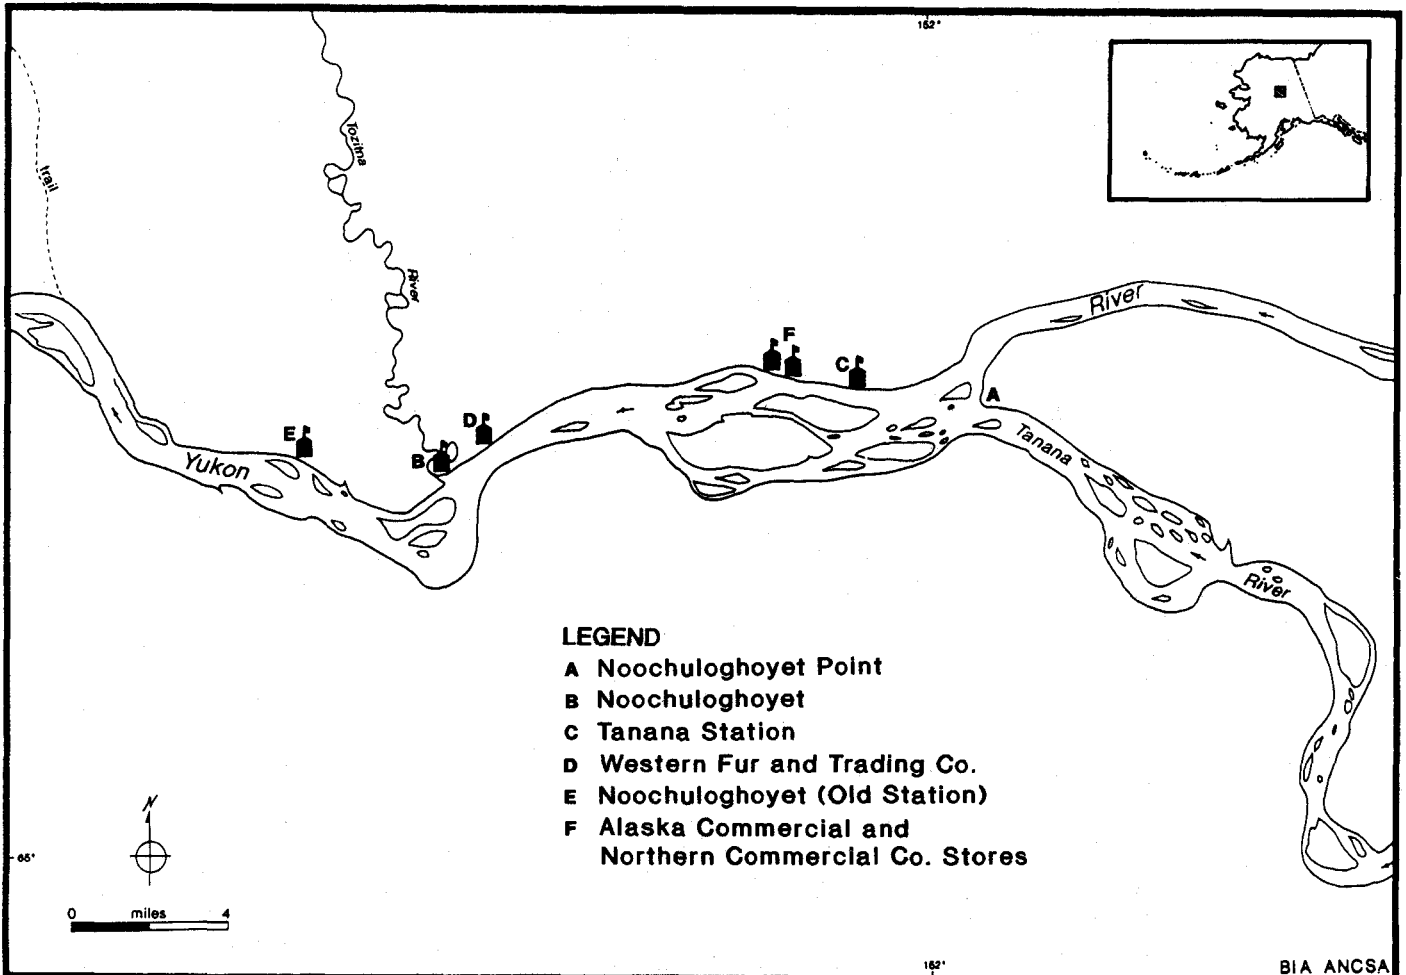 152°
Tozitna
trail
River
River
F
C
A
D
E
B
Tanana
Yukon
River
LEGEND
A Noochuloghoyet Point
B Noochuloghoyet
C Tanana Station
D Western Fur and Trading Co.
E Noochuloghoyet (Old Station)
F Alaska Commercial and
Northern Commercial Co. Stores
N
65°
0 miles 4
152°
BIA ANCSA